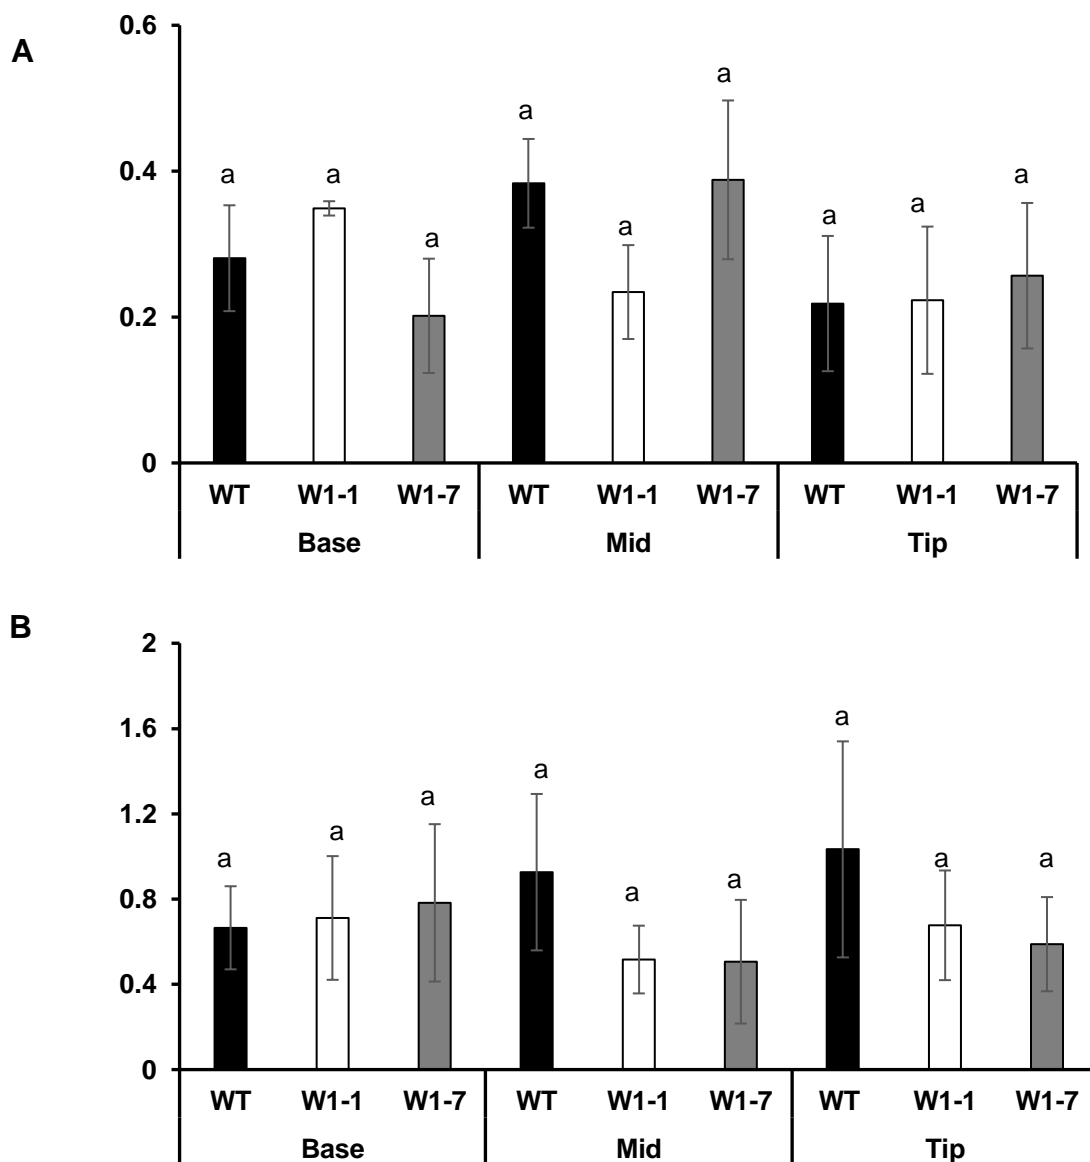 A
0.6
a a
a a a
0.4
a a a
a
0.2
0
WT W1-1 W1-7 WT W1-1 W1-7 WT W1-1 W1-7
Base Mid Tip
B
2
1.6
a
a
1.2
a a
a a a a
0.8
a
0.4
0
WT W1-1 W1-7 WT W1-1 W1-7 WT W1-1 W1-7
Base Mid Tip